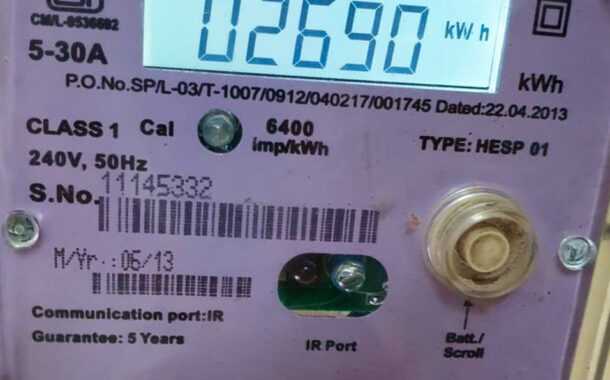 02690 kWh
CM/L-8536682
5-30A
kWh
P.O.No.SP/L-03/T-1007/0912/040217/001745 Dated:22.04.2013
CLASS 1 Cal 6400
imp/kWh
TYPE: HESP 01
240V, 50Hz
S.No. 11145332
M/Yr.:06/13
Communication port:IR
Guarantee: 5 Years
IR Port
Batt./
Scroll